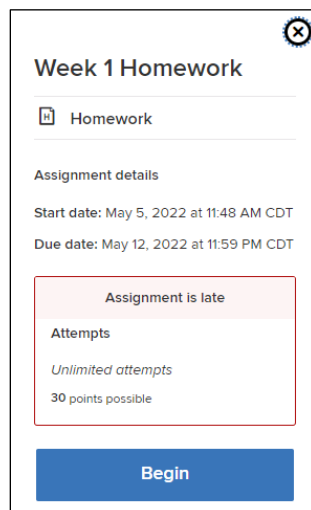 Week 1 Homework
H
Homework
Assignment details
Start date: May 5, 2022 at 11:48 AM CDT
Due date: May 12, 2022 at 11:59 PM CDT
Assignment is late
Attempts
Unlimited attempts
30 points possible
Begin